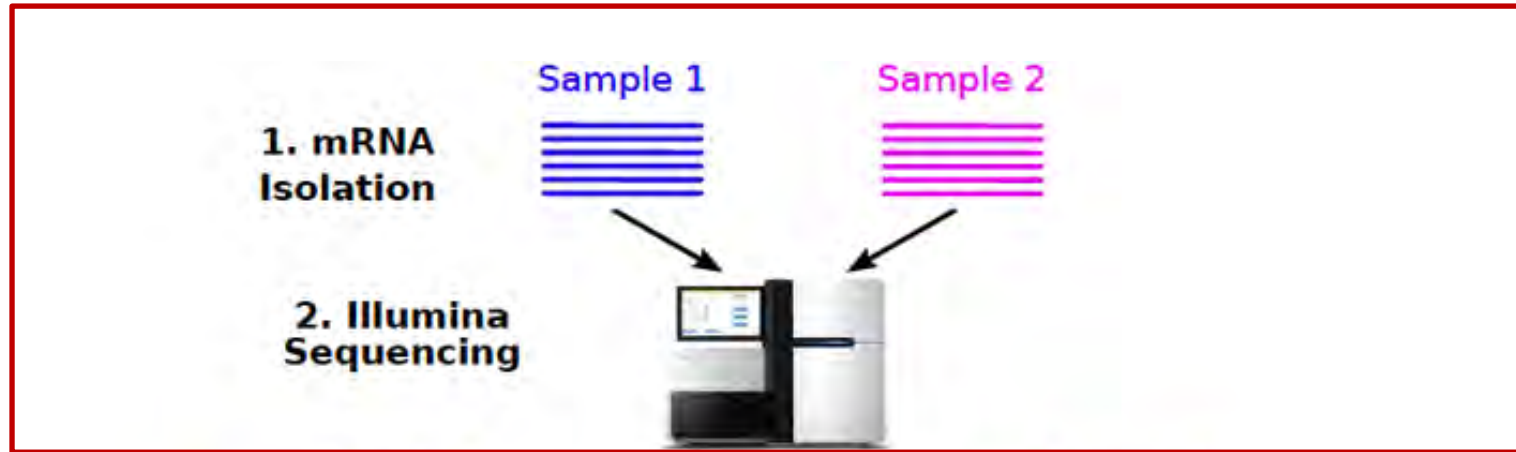 Sample 1
Sample 2
1. mRNA
Isolation
2. Illumina
Sequencing